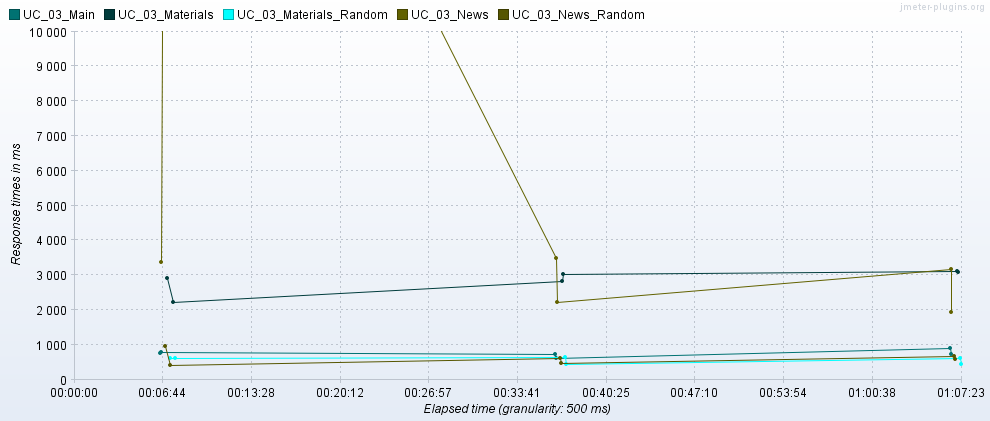 UC_03_Main UC_03_Materials UC_03_Materials_Random UC_03_News UC_03_News_Random
jmeter-plugins.org
10 000
9 000
8 000
7 000
6 000
5 000
4 000
3 000
2 000
1 000
0
Response times in ms
00:00:00 00:06:44 00:13:28 00:20:12 00:26:57 00:33:41 00:40:25 00:47:10 00:53:54 01:00:38 01:07:23
Elapsed time (granularity: 500 ms)